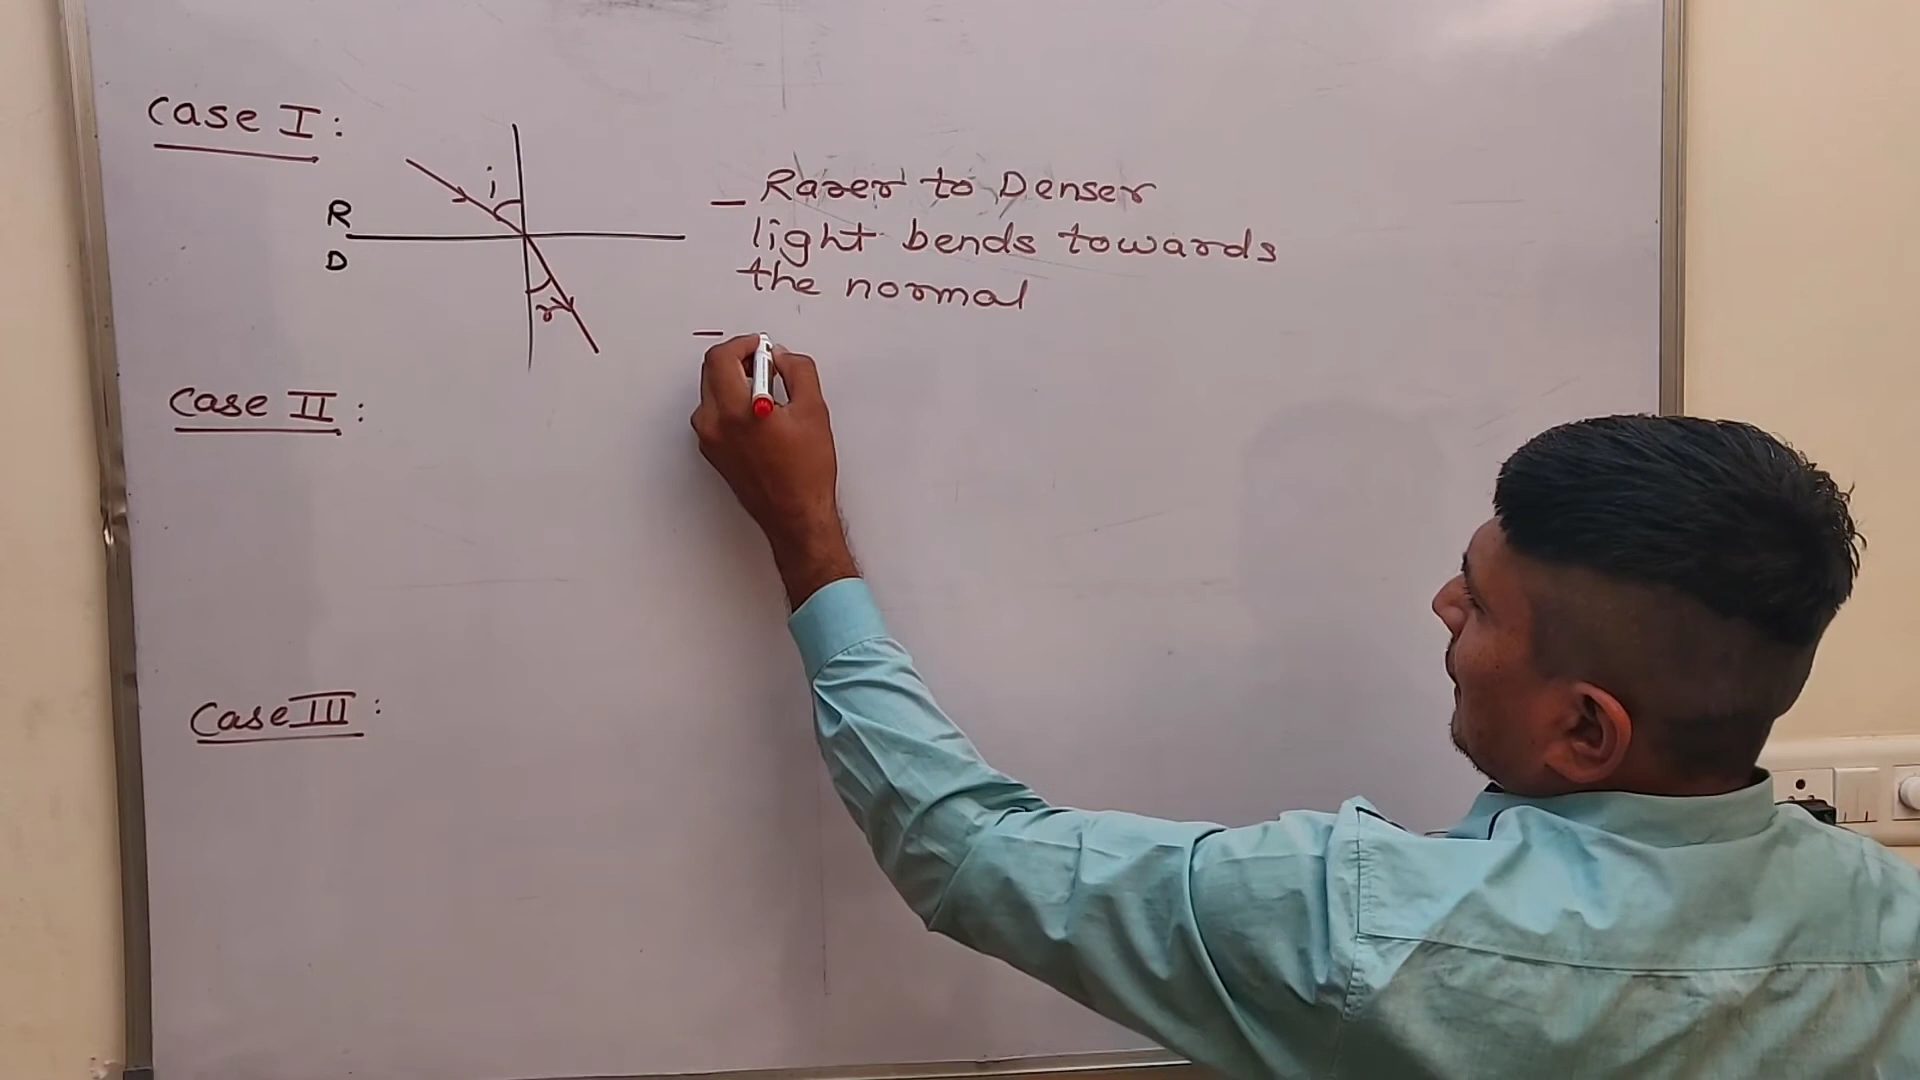 Case I:
i
R
D
r
– Rarer to Denser
light bends towards
the normal
–
Case II :
Case III :